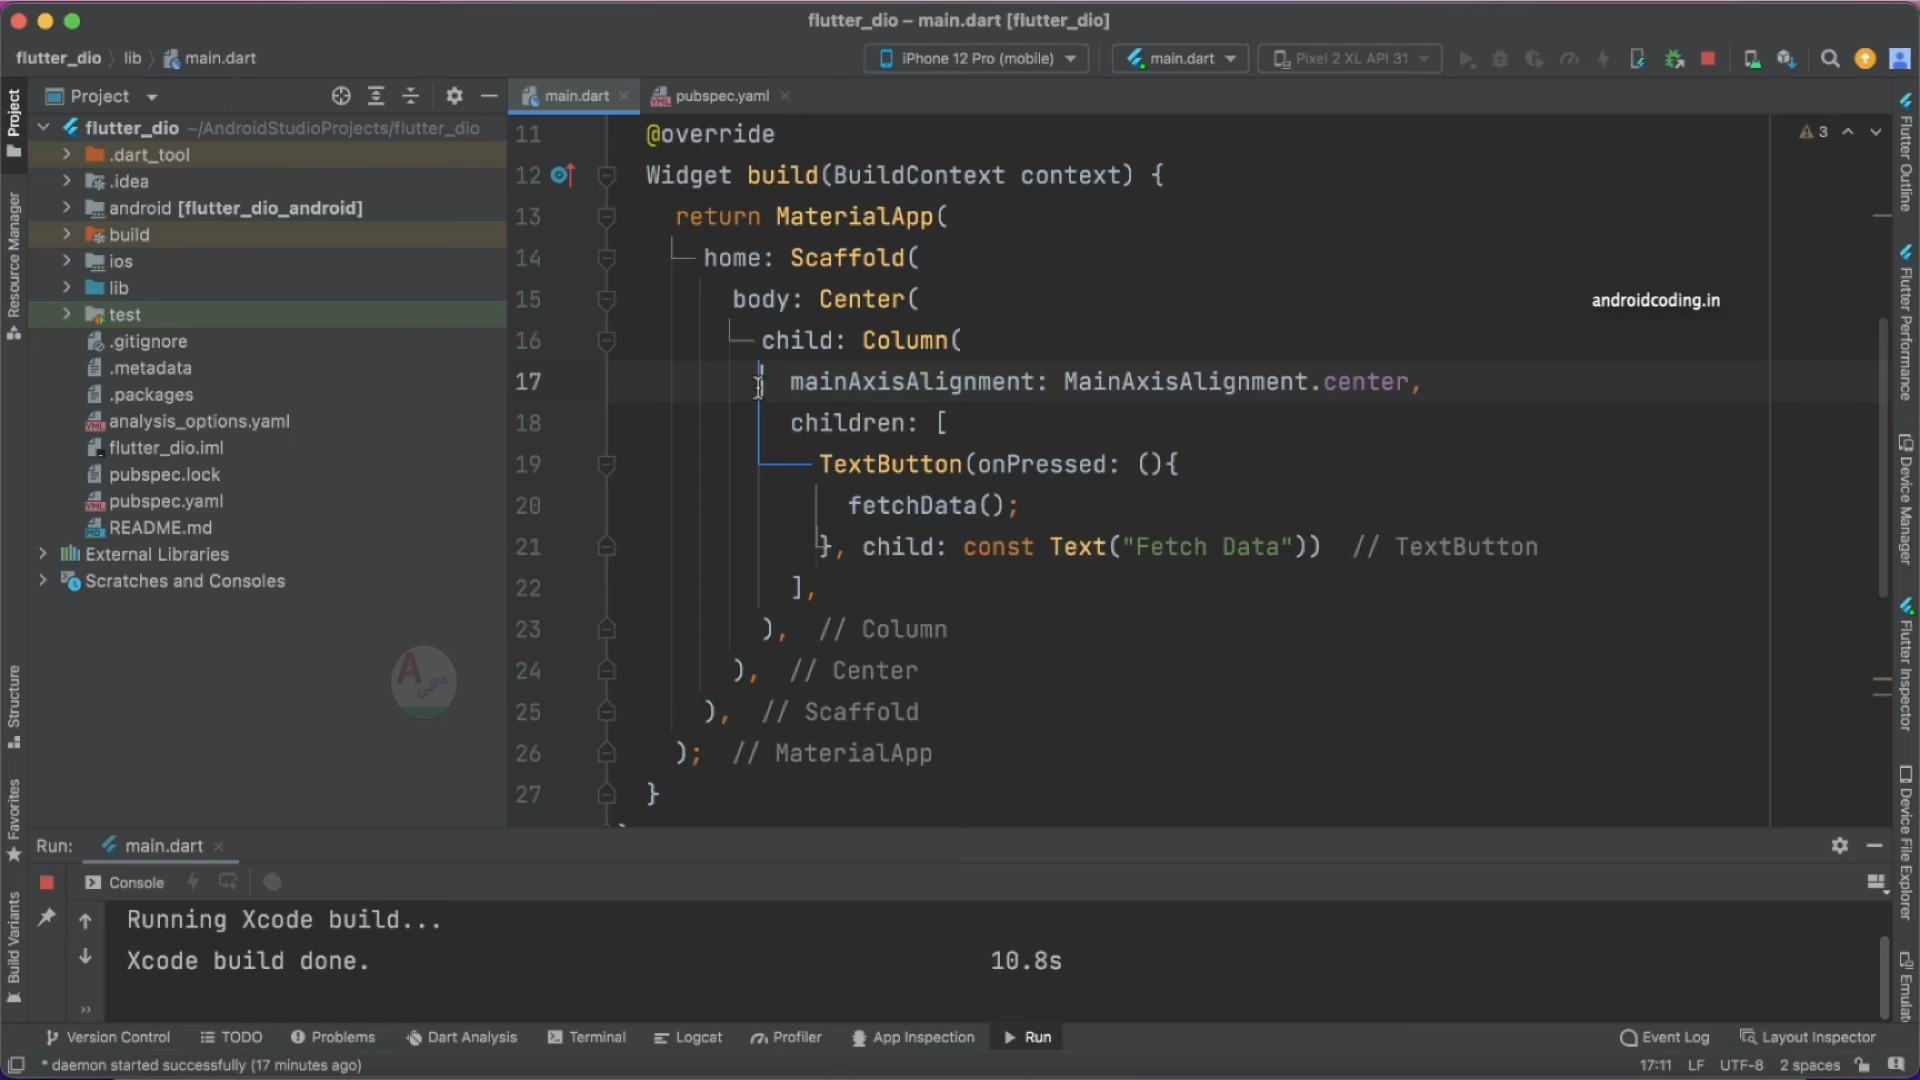 flutter_dio – main.dart [flutter_dio]
flutter_dio lib main.dart
iPhone 12 Pro (mobile) main.dart Pixel 2 XL API 31
Project
main.dart
pubspec.yaml
flutter_dio ~/AndroidStudioProjects/flutter_dio
.dart_tool
.idea
android [flutter_dio_android]
build
ios
lib
test
.gitignore
.metadata
.packages
analysis_options.yaml
flutter_dio.iml
pubspec.lock
pubspec.yaml
README.md
External Libraries
Scratches and Consoles
A Coding
Project
Resource Manager
Structure
Favorites
Build Variants
11 @override
12 Widget build(BuildContext context) {
13 return MaterialApp(
14 home: Scaffold(
15 body: Center(
16 child: Column(
17 mainAxisAlignment: MainAxisAlignment.center,
18 children: [
19 TextButton(onPressed: (){
20 fetchData();
21 }, child: const Text("Fetch Data")) // TextButton
22 ],
23 ), // Column
24 ), // Center
25 ), // Scaffold
26 ); // MaterialApp
27 }
3
androidcoding.in
Flutter Outline
Flutter Performance
Device Manager
Flutter Inspector
Device File Explorer
Emulat
Run: main.dart
Console
Running Xcode build...
Xcode build done. 10.8s
Version Control TODO Problems Dart Analysis Terminal Logcat Profiler App Inspection Run Event Log Layout Inspector
* daemon started successfully (17 minutes ago) 17:11 LF UTF-8 2 spaces